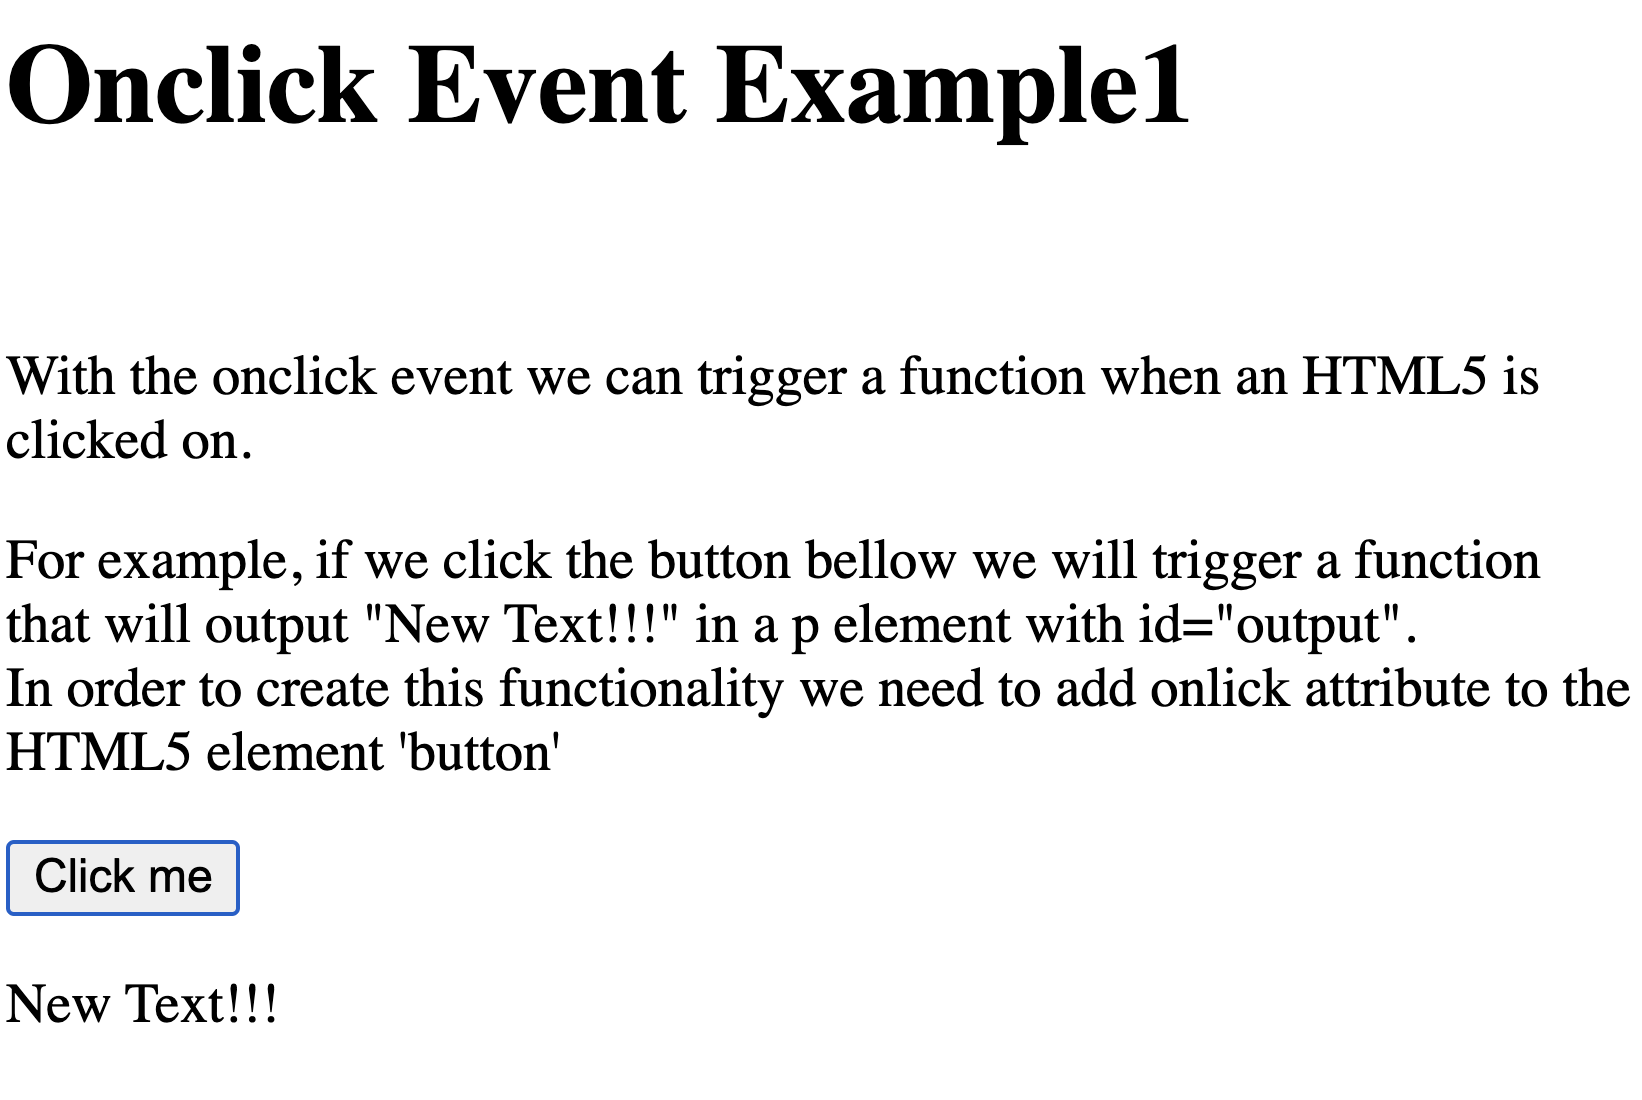 Onclick Event Example1
With the onclick event we can trigger a function when an HTML5 is
clicked on.
For example, if we click the button bellow we will trigger a function
that will output "New Text!!!" in a p element with id="output".
In order to create this functionality we need to add onlick attribute to the
HTML5 element 'button'
Click me
New Text!!!